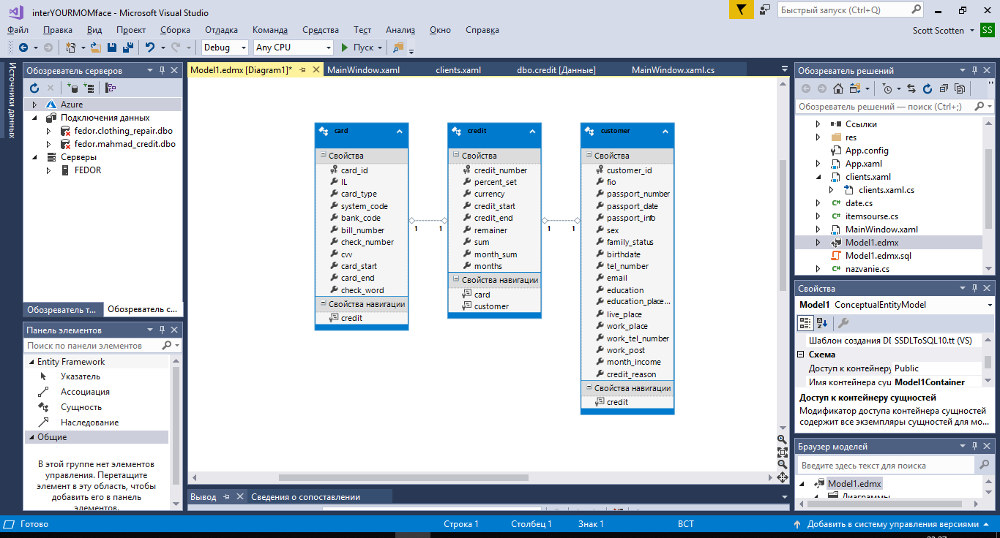 interYOURMOMface - Microsoft Visual Studio
Быстрый запуск (Ctrl+Q)
Файл Правка Вид Проект Сборка Отладка Команда Средства Тест Анализ Окно Справка
Scott Scotten SS
Debug Any CPU Пуск
Источники данных
Обозреватель серверов
Azure
Подключения данных
fedor.clothing_repair.dbo
fedor.mahmad_credit.dbo
Серверы
FEDOR
Обозреватель т... Обозреватель с...
Панель элементов
Поиск по панели элементов
Entity Framework
Указатель
Ассоциация
Сущность
Наследование
Общие
В этой группе нет элементов
управления. Перетащите
элемент в эту область, чтобы
добавить его в панель
элементов.
Model1.edmx [Diagram1]* MainWindow.xaml clients.xaml dbo.credit [Данные] MainWindow.xaml.cs
card
Свойства
card_id
IL
card_type
system_code
bank_code
bill_number
check_number
cvv
card_start
card_end
check_word
Свойства навигации
credit
1 1
credit
Свойства
credit_number
percent_set
currency
credit_start
credit_end
remainer
sum
month_sum
months
Свойства навигации
card
customer
1 1
customer
Свойства
customer_id
fio
passport_number
passport_date
passport_info
sex
family_status
birthdate
tel_number
email
education
education_place...
live_place
work_place
work_tel_number
work_post
month_income
credit_reason
Свойства навигации
credit
Вывод Сведения о сопоставлении
Обозреватель решений
Обозреватель решений — поиск (Ctrl+;)
Ссылки
res
App.config
App.xaml
clients.xaml
clients.xaml.cs
C# date.cs
C# itemsourse.cs
MainWindow.xaml
Model1.edmx
Model1.edmx.sql
C# nazvanie.cs
Свойства
Model1 ConceptualEntityModel
Шаблон создания DI SSDLToSQL10.tt (VS)
Схема
Доступ к контейнеру Public
Имя контейнера сущ Model1Container
Доступ к контейнеру сущностей
Модификатор доступа контейнера сущностей
содержит все экземпляры сущностей для мо...
Браузер моделей
Введите здесь текст для поиска
Model1.edmx
Диаграммы
Готово Строка 1 Столбец 1 Знак 1 ВСТ Добавить в систему управления версиями